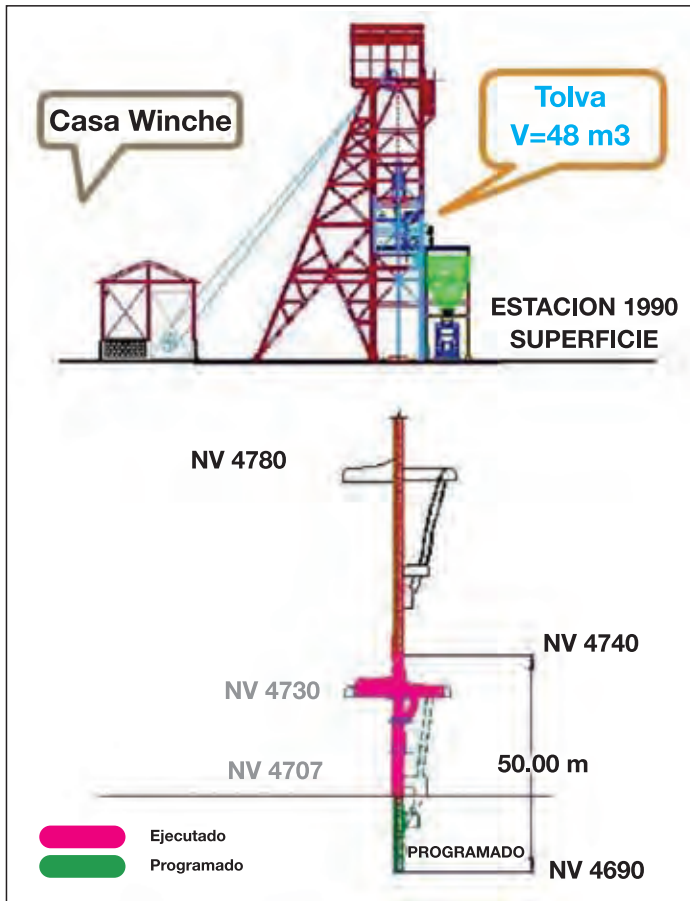 Casa Winche
Tolva
V=48 m3
ESTACION 1990
SUPERFICIE
NV 4780
NV 4740
NV 4730
NV 4707
50.00 m
Ejecutado
Programado
PROGRAMADO
NV 4690